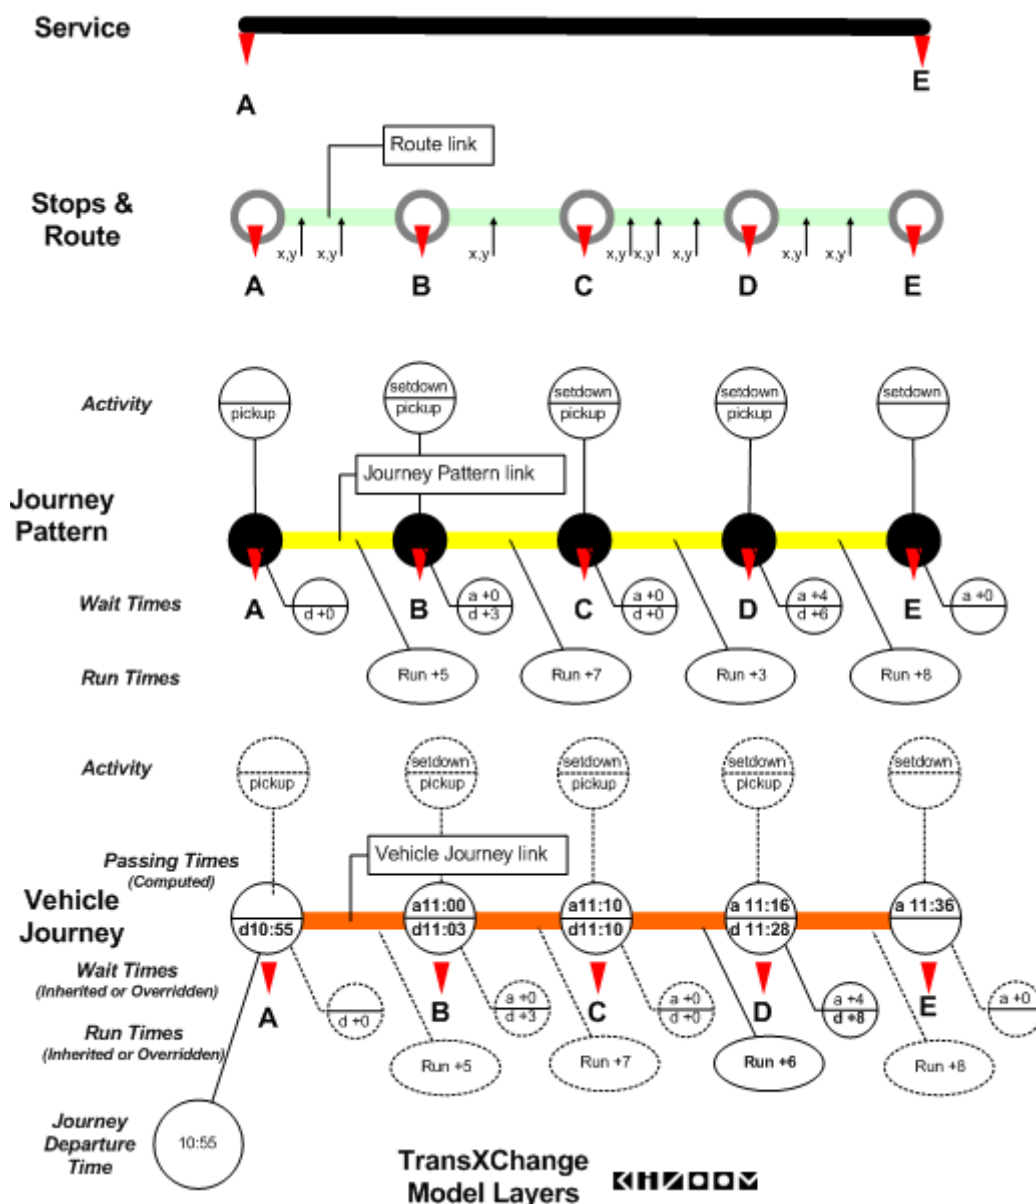 Service
A
E
Route link
Stops &
Route
x,y
x,y
x,y
x,y
x,y
x,y
x,y
x,y
A
B
C
D
E
Activity
pickup
setdown
pickup
setdown
pickup
setdown
pickup
setdown
Journey Pattern link
Journey
Pattern
Wait Times
A
d +0
B
a +0
d +3
C
a +0
d +0
D
a +4
d +6
E
a +0
Run Times
Run +5
Run +7
Run +3
Run +8
Activity
pickup
setdown
pickup
setdown
pickup
setdown
pickup
setdown
Vehicle Journey link
Passing Times
(Computed)
Vehicle
Journey
d10:55
a11:00
d11:03
a11:10
d11:10
a 11:16
d 11:28
a 11:36
Wait Times
(Inherited or Overridden)
A
d +0
B
a +0
d +3
C
a +0
d +0
D
a +4
d +8
E
a +0
Run Times
(Inherited or Overridden)
Run +5
Run +7
Run +6
Run +8
Journey
Departure
Time
10:55
TransXChange
Model Layers
KIZOOM